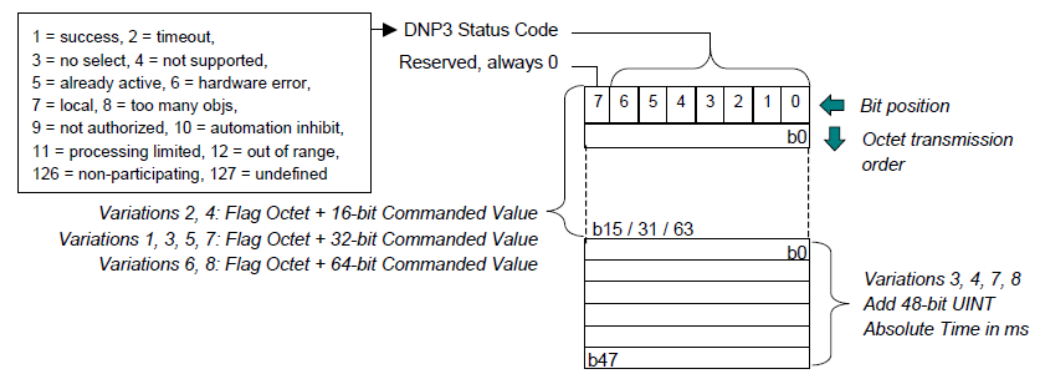 1 = success, 2 = timeout,
3 = no select, 4 = not supported,
5 = already active, 6 = hardware error,
7 = local, 8 = too many objs,
9 = not authorized, 10 = automation inhibit,
11 = processing limited, 12 = out of range,
126 = non-participating, 127 = undefined
DNP3 Status Code
Reserved, always 0
7 6 5 4 3 2 1 0
Bit position
b0
Octet transmission
order
Variations 2, 4: Flag Octet + 16-bit Commanded Value
Variations 1, 3, 5, 7: Flag Octet + 32-bit Commanded Value
Variations 6, 8: Flag Octet + 64-bit Commanded Value
b15 / 31 / 63
b0
Variations 3, 4, 7, 8
Add 48-bit UINT
Absolute Time in ms
b47